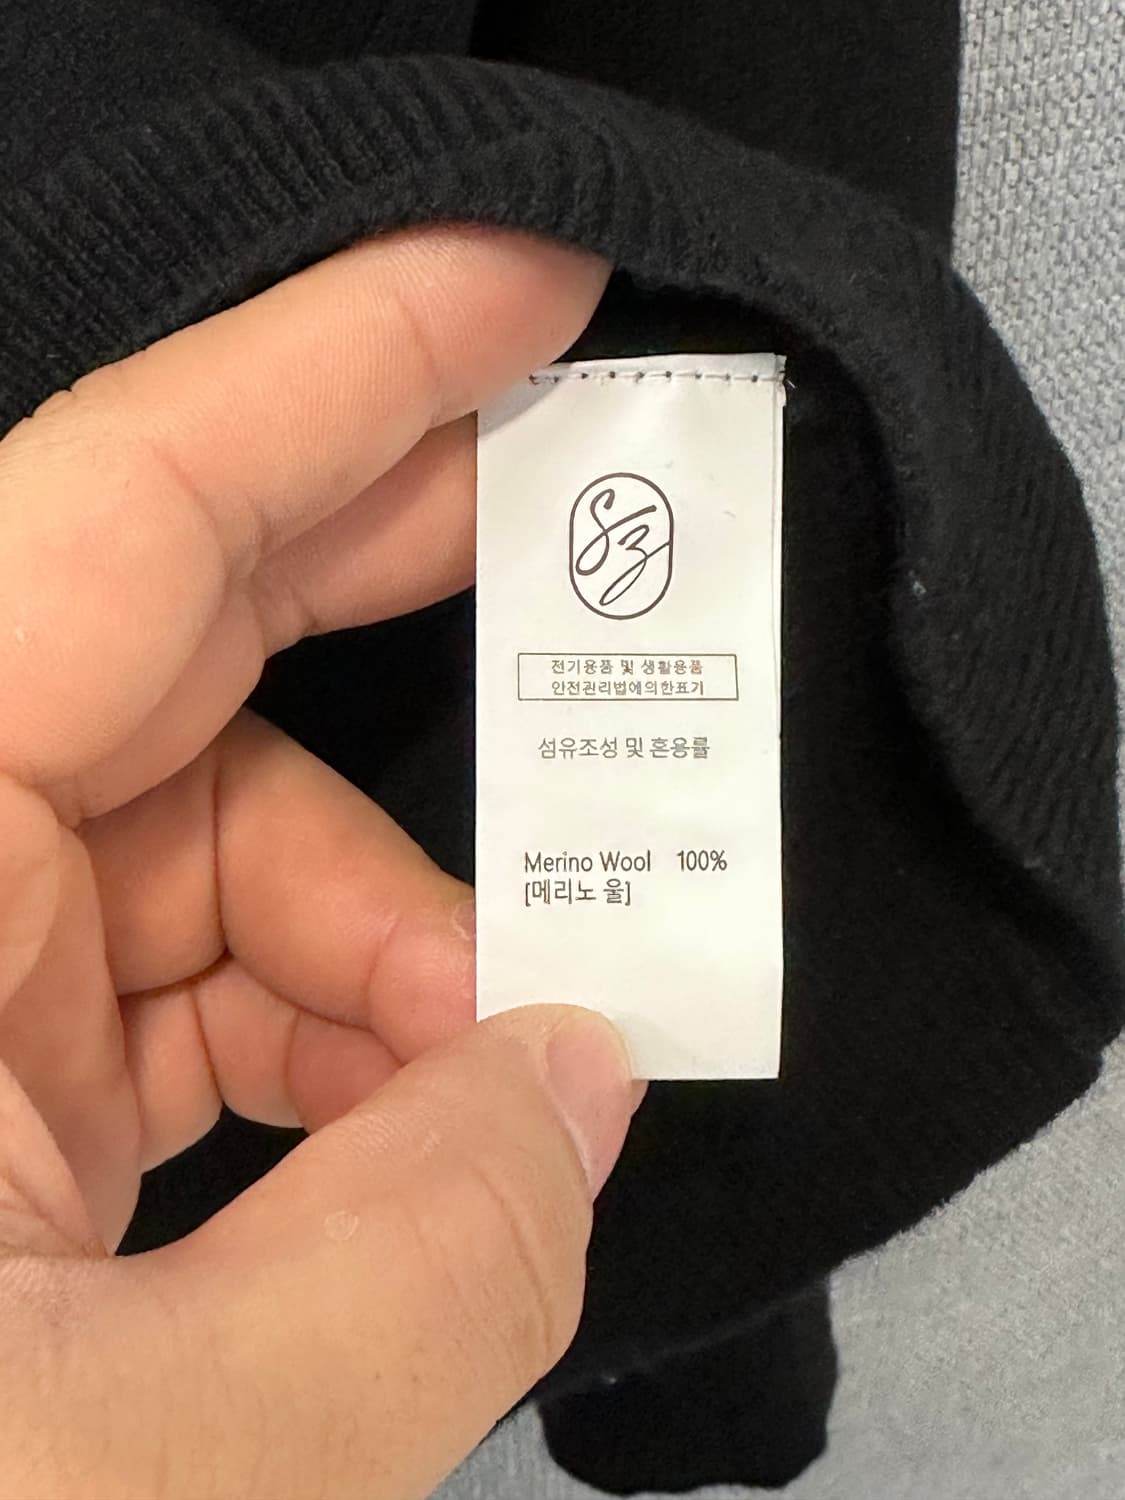 Sz
전기용품 및 생활용품
안전관리법에의한표기
섬유조성 및 혼용률
Merino Wool 100%
[메리노 울]